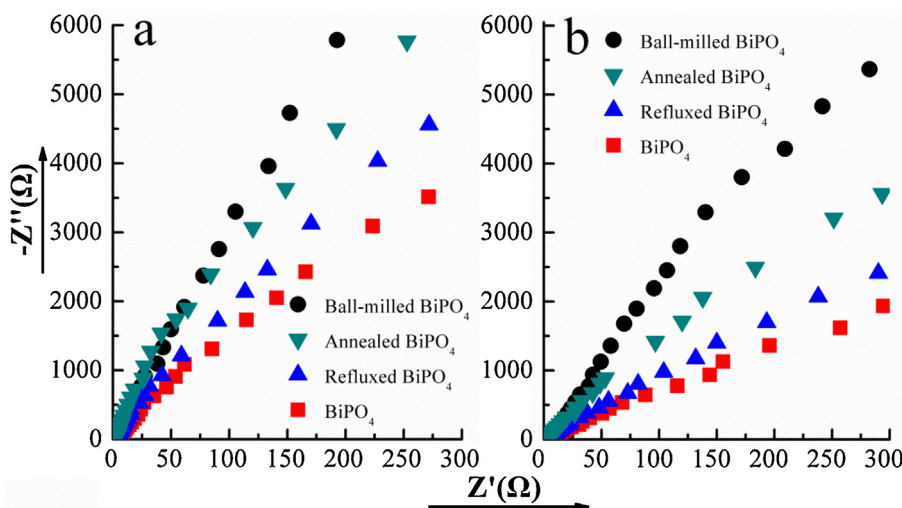 a
6000
5000
4000
3000
2000
1000
0
0 50 100 150 200 250 300
Ball-milled BiPO₄
Annealed BiPO₄
Refluxed BiPO₄
BiPO₄
b
Ball-milled BiPO₄
Annealed BiPO₄
Refluxed BiPO₄
BiPO₄
6000
5000
4000
3000
2000
1000
0
0 50 100 150 200 250 300
-Z''(Ω)
Z'(Ω)